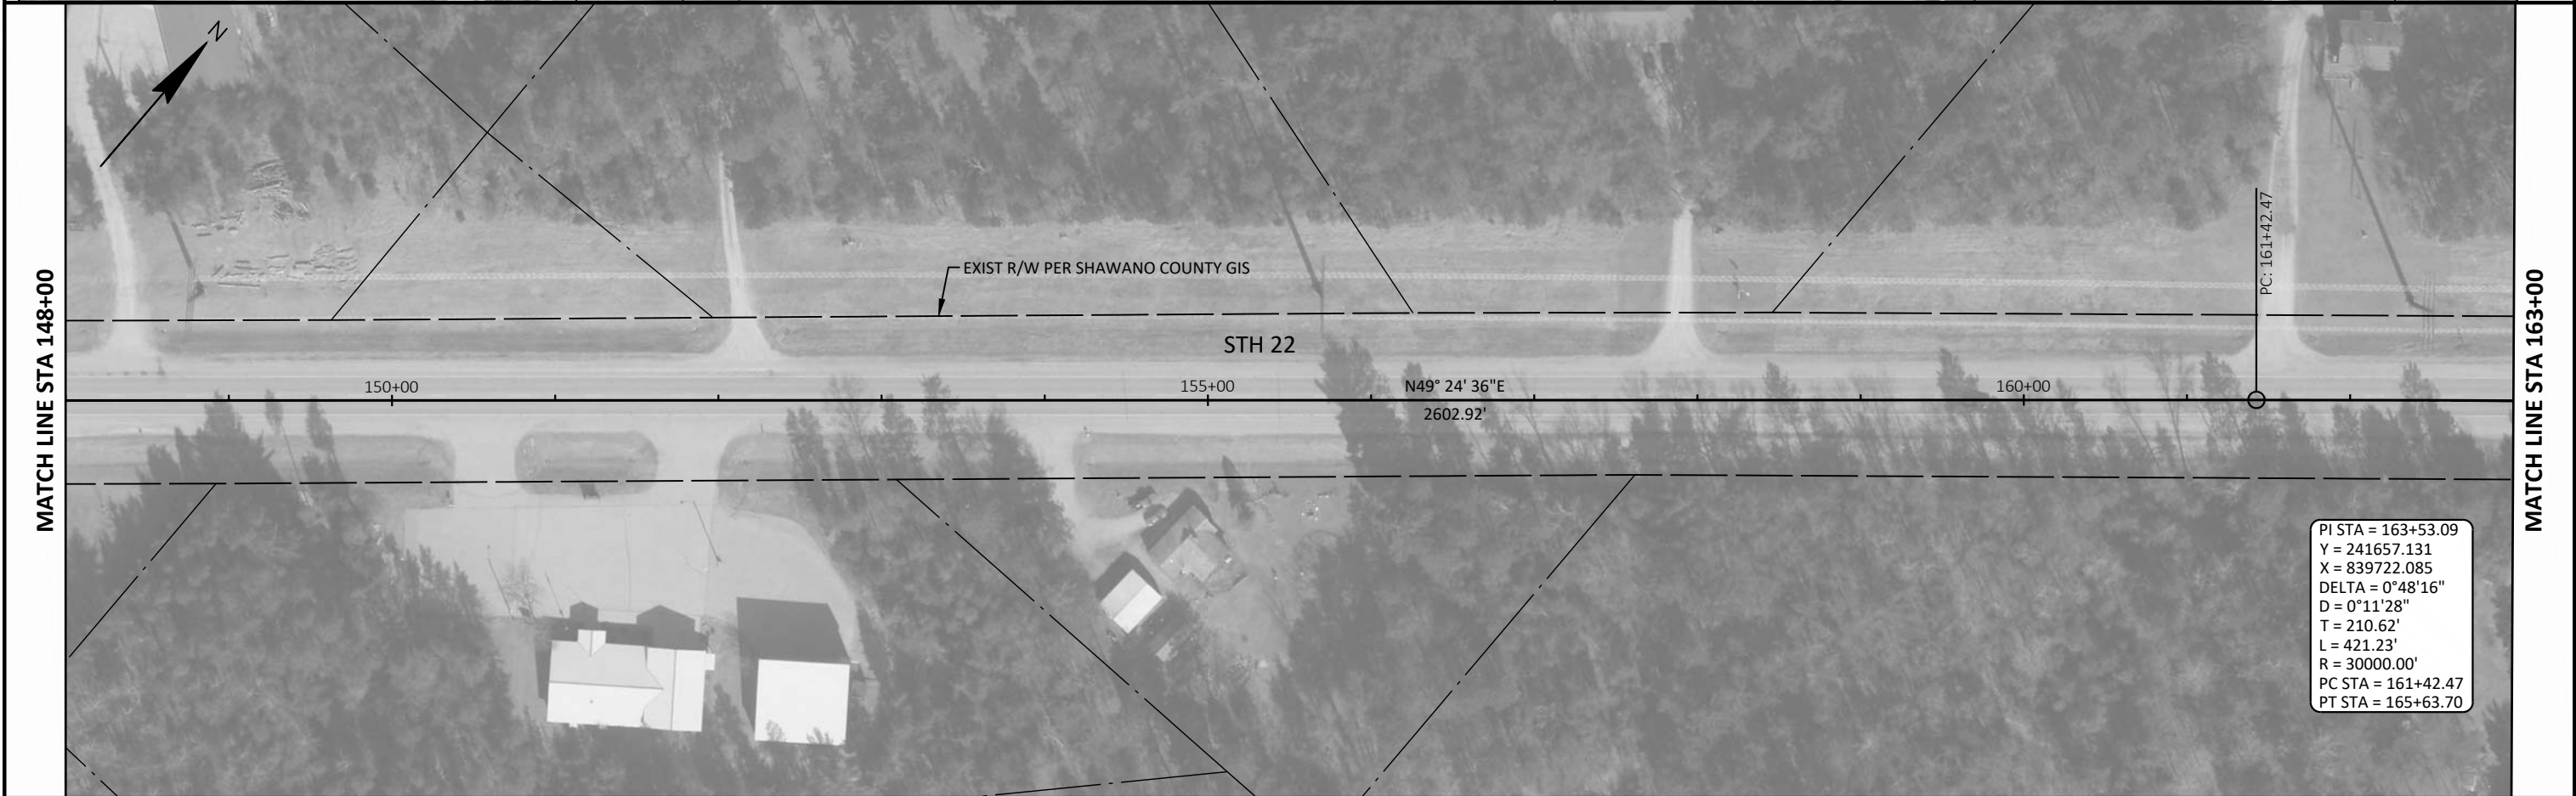 N
MATCH LINE STA 148+00
EXIST R/W PER SHAWANO COUNTY GIS
PC: 161+42.47
STH 22
150+00
155+00
N49° 24' 36"E
2602.92'
160+00
MATCH LINE STA 163+00
PI STA = 163+53.09
Y = 241657.131
X = 839722.085
DELTA = 0°48'16"
D = 0°11'28"
T = 210.62'
L = 421.23'
R = 30000.00'
PC STA = 161+42.47
PT STA = 165+63.70